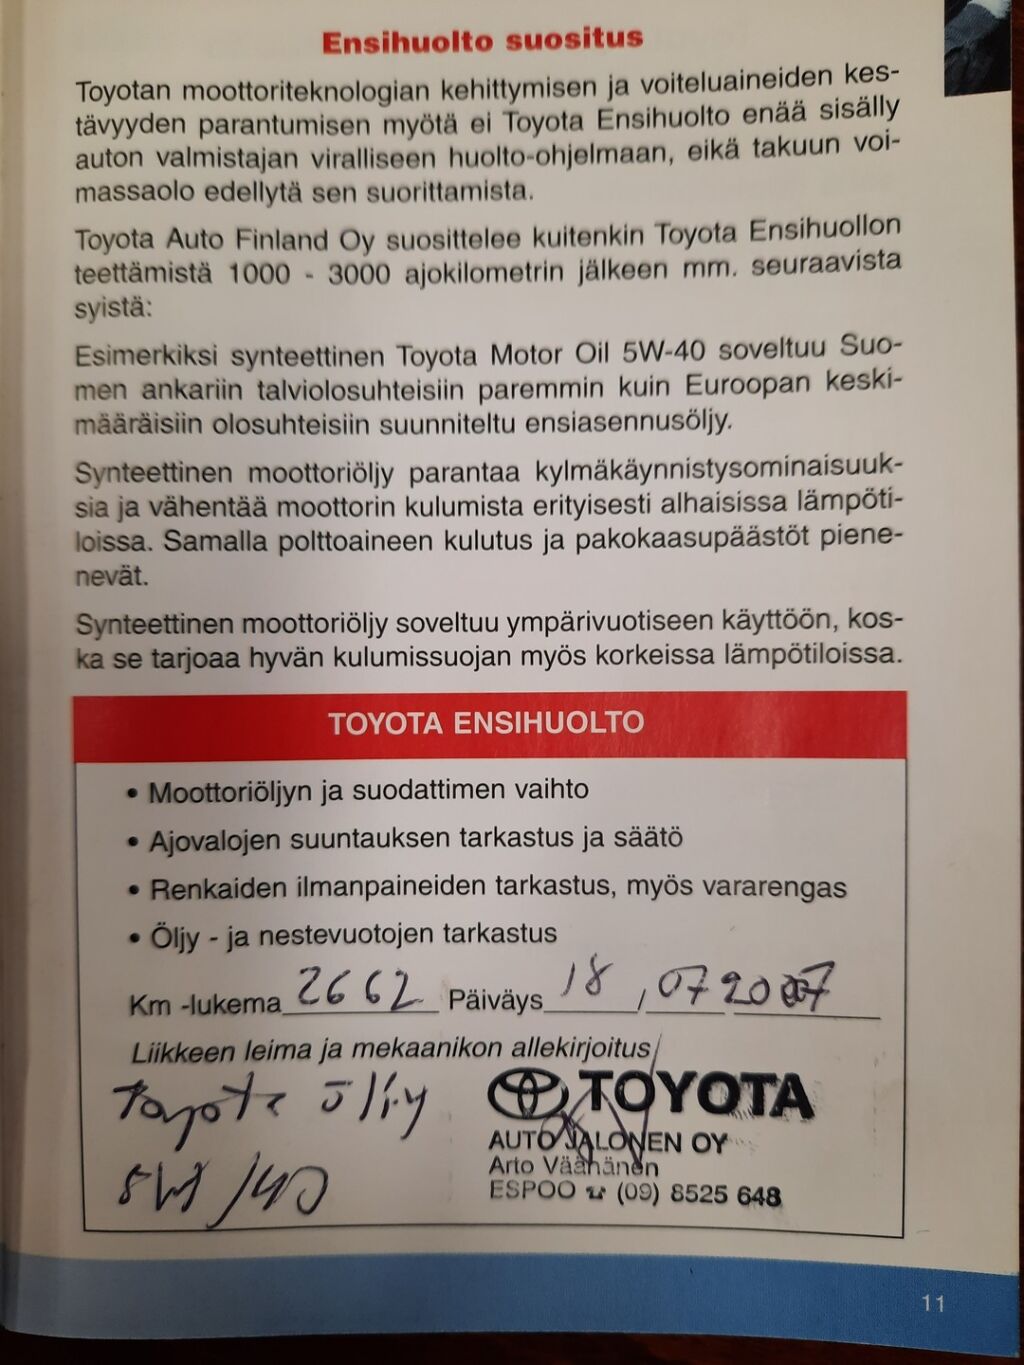 Ensihuolto suositus
Toyotan moottoriteknologian kehittymisen ja voiteluaineiden kes-
tävyyden parantumisen myötä ei Toyota Ensihuolto enää sisälly
auton valmistajan viralliseen huolto-ohjelmaan, eikä takuun voi-
massaolo edellytä sen suorittamista.
Toyota Auto Finland Oy suosittelee kuitenkin Toyota Ensihuollon
teettämistä 1000 - 3000 ajokilometrin jälkeen mm. seuraavista
syistä:
Esimerkiksi synteettinen Toyota Motor Oil 5W-40 soveltuu Suo-
men ankariin talviolosuhteisiin paremmin kuin Euroopan keski-
määräisiin olosuhteisiin suunniteltu ensiasennusöljy.
Synteettinen moottoriöljy parantaa kylmäkäynnistysominaisuuk-
sia ja vähentää moottorin kulumista erityisesti alhaisissa lämpöti-
loissa. Samalla polttoaineen kulutus ja pakokaasupäästöt piene-
nevät.
Synteettinen moottoriöljy soveltuu ympärivuotiseen käyttöön, kos-
ka se tarjoaa hyvän kulumissuojan myös korkeissa lämpötiloissa.
TOYOTA ENSIHUOLTO
• Moottoriöljyn ja suodattimen vaihto
• Ajovalojen suuntauksen tarkastus ja säätö
• Renkaiden ilmanpaineiden tarkastus, myös vararengas
• Öljy - ja nestevuotojen tarkastus
Km -lukema 2662 Päiväys 18 / 07 2007
Liikkeen leima ja mekaanikon allekirjoitus
Toyota öljy
5W/40
TOYOTA
AUTO JALONEN OY
Arto Väänänen
ESPOO ☎ (09) 8525 648
11